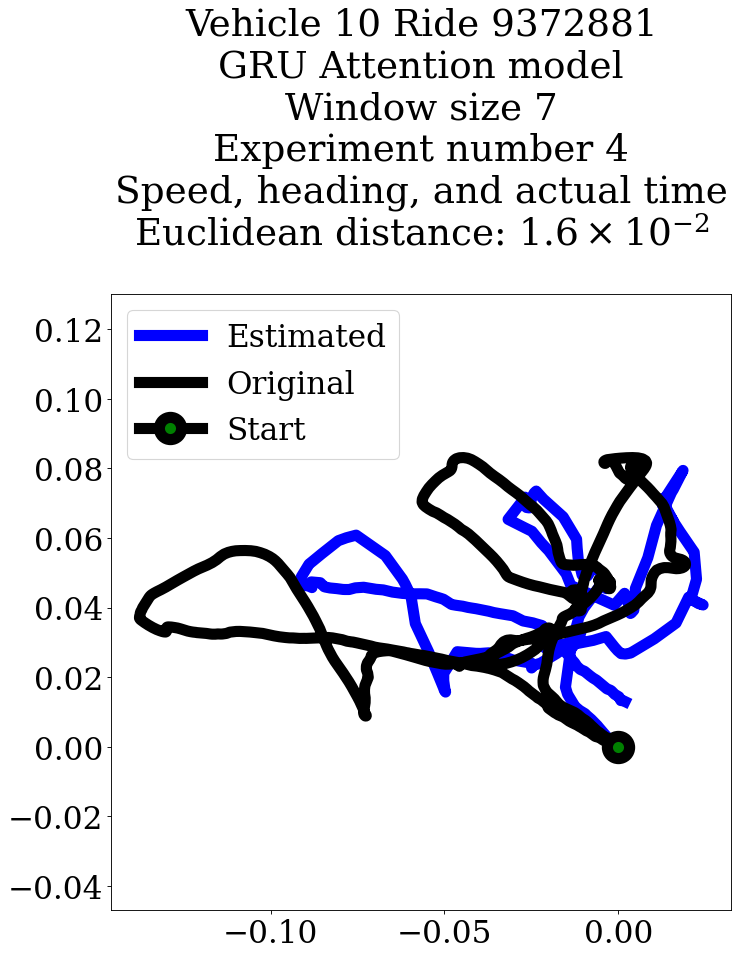 Vehicle 10 Ride 9372881
GRU Attention model
Window size 7
Experiment number 4
Speed, heading, and actual time
Euclidean distance: 1.6 × 10⁻²
Estimated
Original
Start
0.12
0.10
0.08
0.06
0.04
0.02
0.00
−0.02
−0.04
−0.10
−0.05
0.00